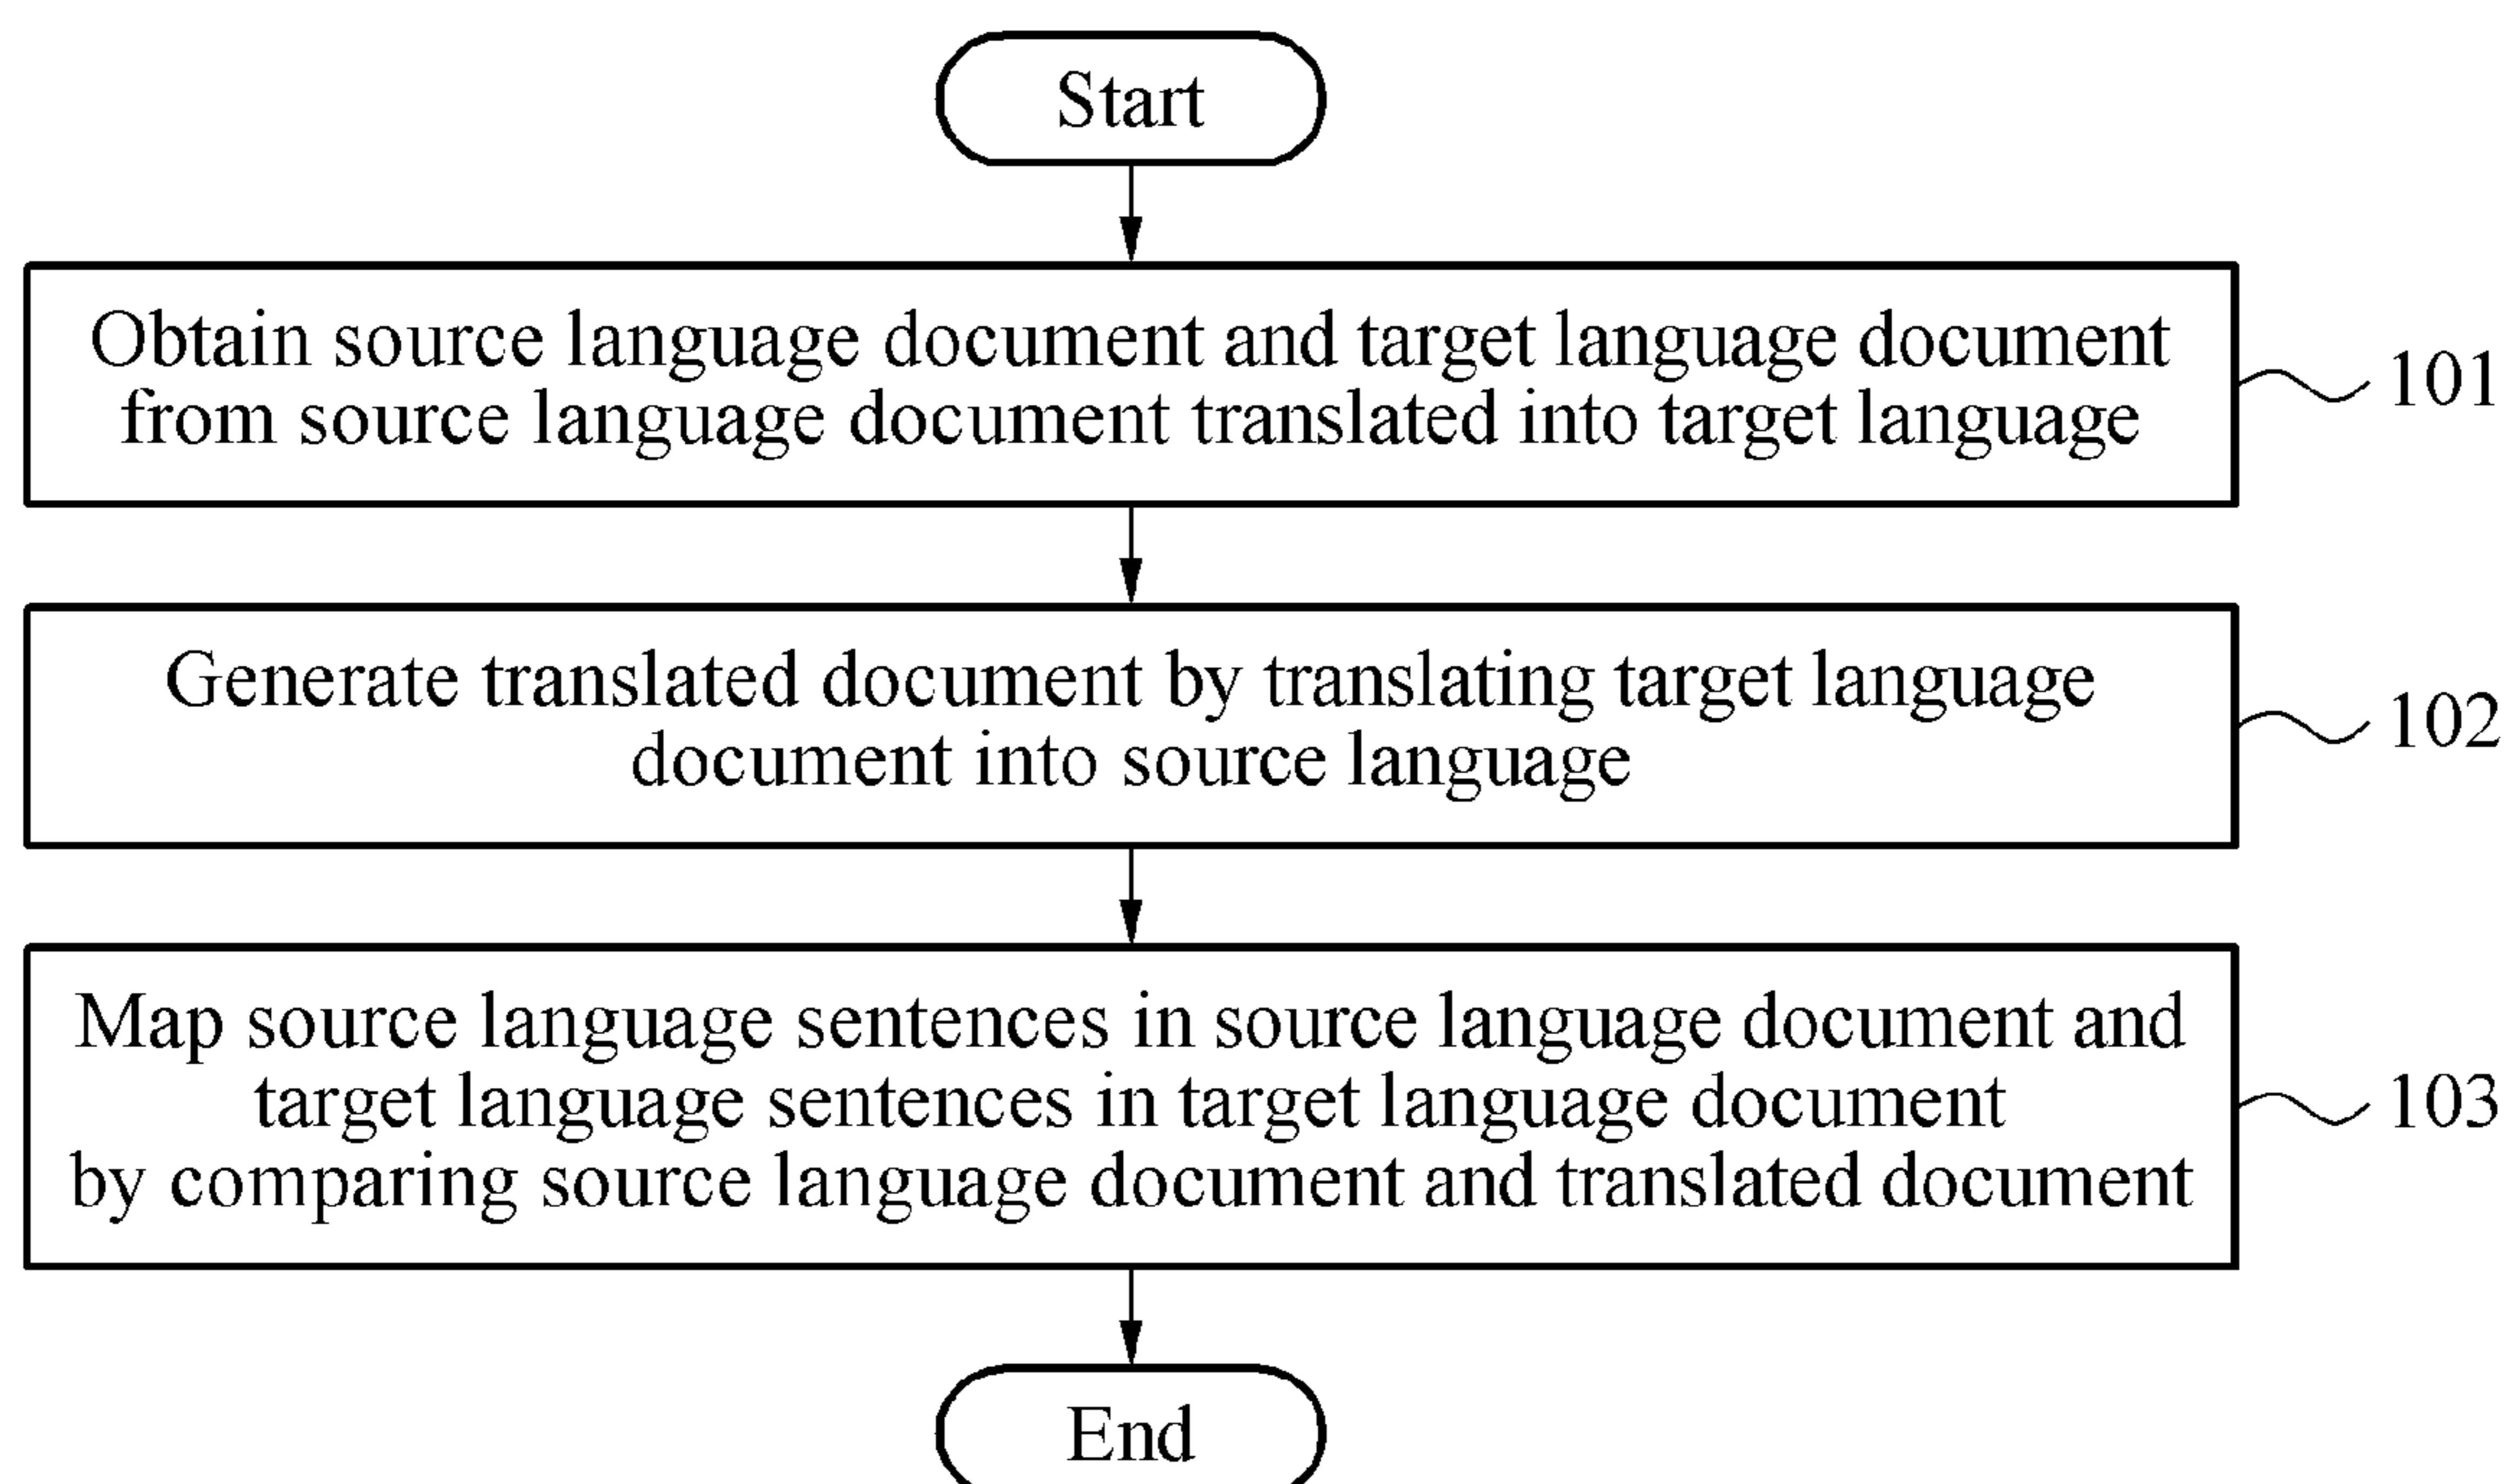 Start
Obtain source language document and target language document
from source language document translated into target language
101
Generate translated document by translating target language
document into source language
102
Map source language sentences in source language document and
target language sentences in target language document
by comparing source language document and translated document
103
End